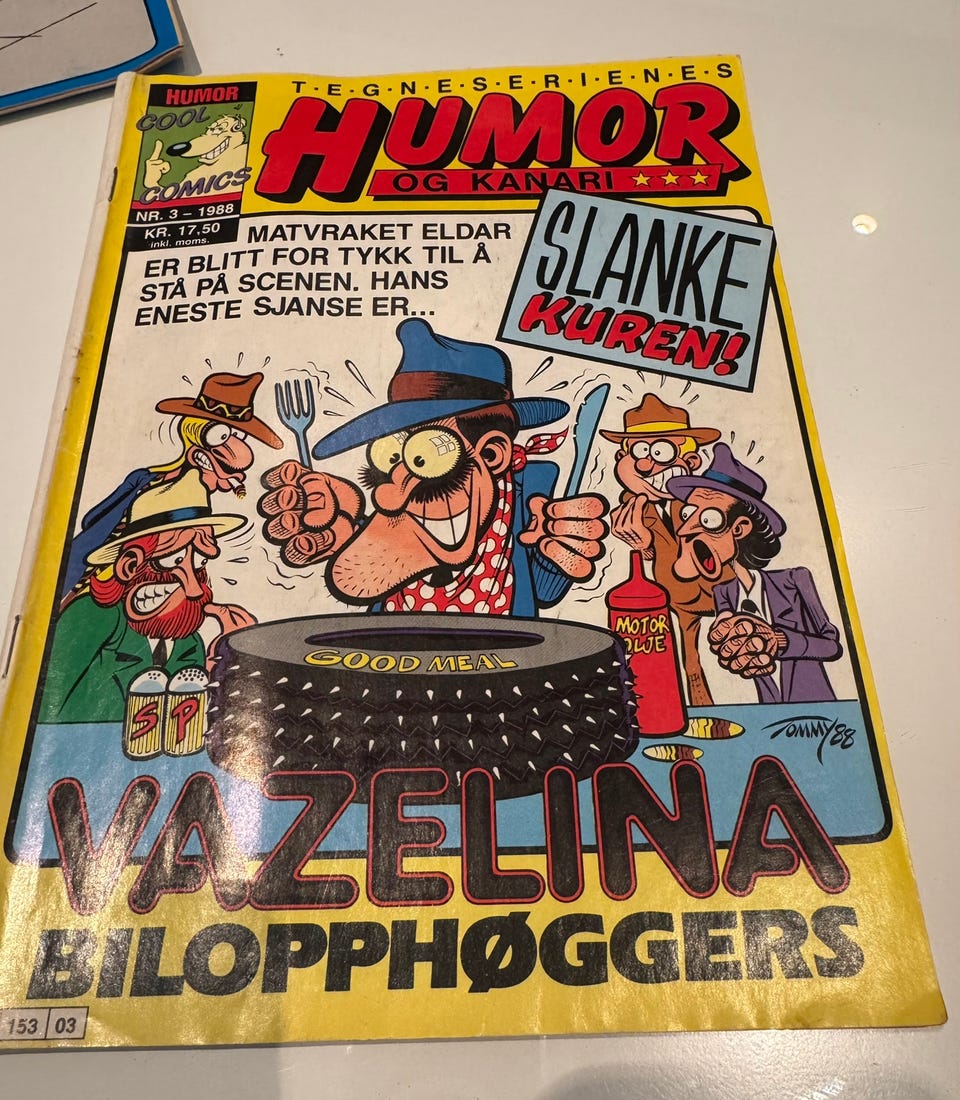 T·E·G·N·E·S·E·R·I·E·N·E·S
HUMOR
OG KANARI
HUMOR
COOL
COMICS
NR. 3 – 1988
KR. 17,50
inkl. moms.
MATVRAKET ELDAR
ER BLITT FOR TYKK TIL Å
STÅ PÅ SCENEN. HANS
ENESTE SJANSE ER...
SLANKE
KUREN!
MOTOR
OLJE
GOOD MEAL
S P
TOMMY 88
VAZELINA
BILOPPHØGGERS
153 03